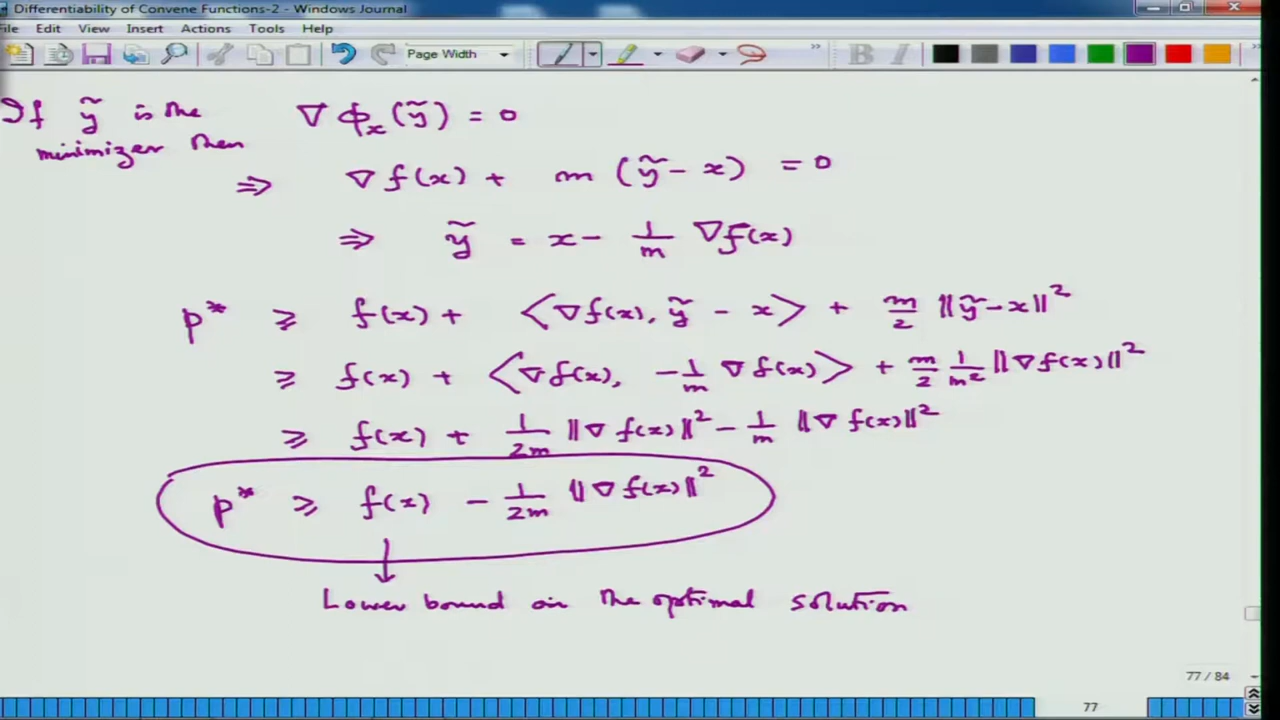 Differentiability of Convene Functions-2 - Windows Journal
File Edit View Insert Actions Tools Help
Page Width
If ỹ is the ∇ϕₓ(ỹ) = 0
minimizer then
⇒ ∇f(x) + m(ỹ - x) = 0
⇒ ỹ = x - 1/m ∇f(x)
p* ≥ f(x) + <∇f(x), ỹ - x> + m/2 ||ỹ - x||²
≥ f(x) + <∇f(x), -1/m ∇f(x)> + m/2 1/m² ||∇f(x)||²
≥ f(x) + 1/2m ||∇f(x)||² - 1/m ||∇f(x)||²
p* ≥ f(x) - 1/2m ||∇f(x)||²
Lower bound on the optimal solution
77 / 84
77